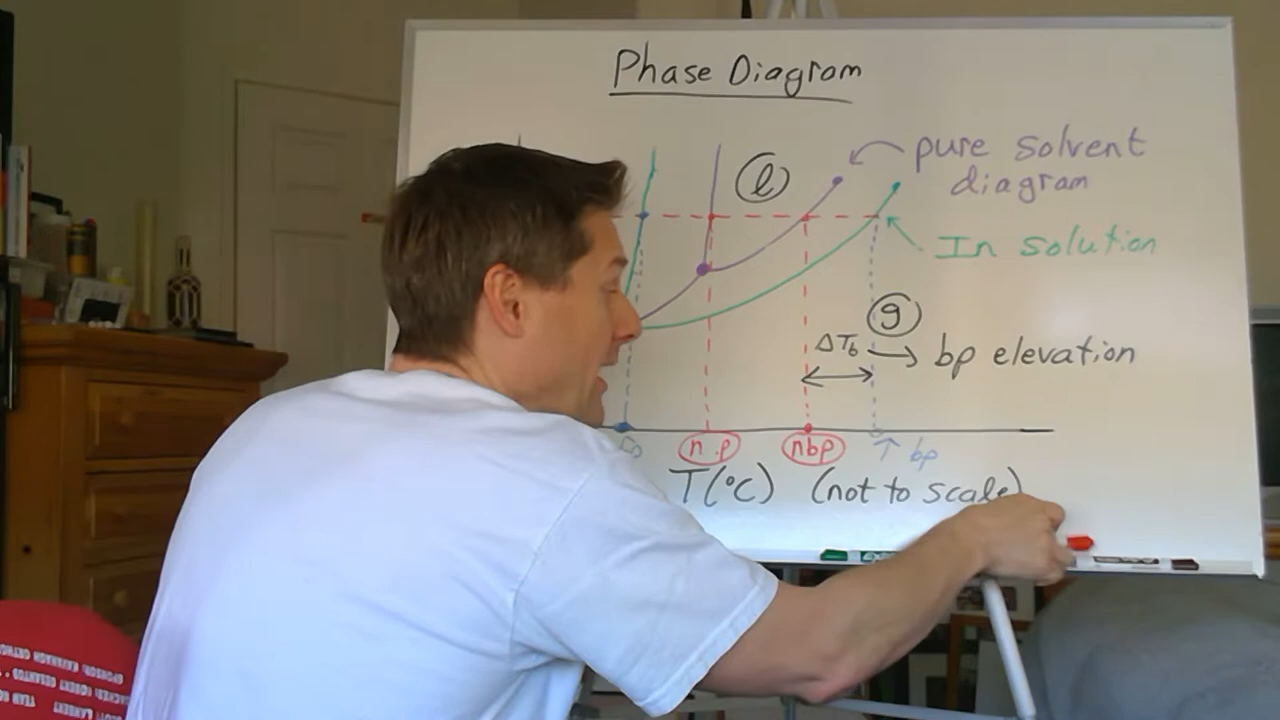 Phase Diagram
pure solvent
diagram
l
In solution
g
ΔTb → bp elevation
nbp
bp
T(°C) (not to scale)